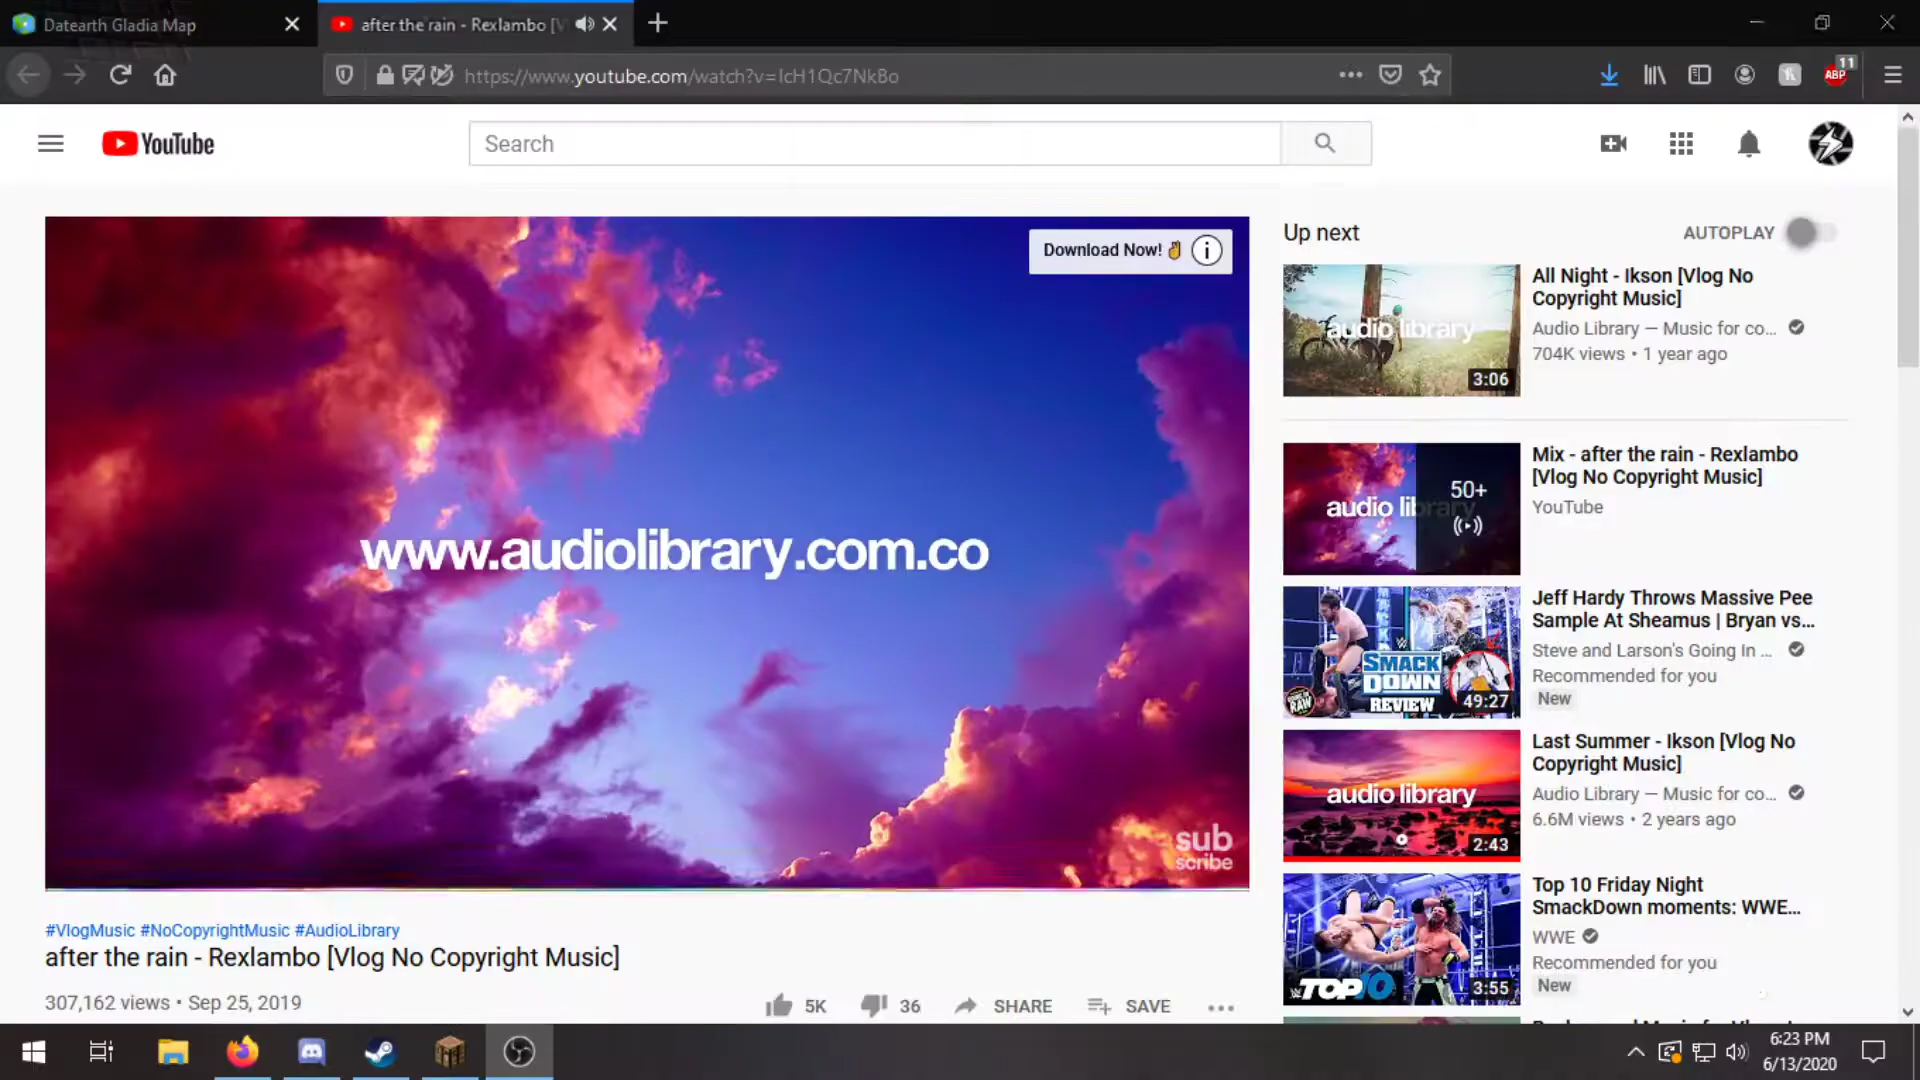 Datearth Gladia Map
after the rain - Rexlambo [V
https://www.youtube.com/watch?v=IcH1Qc7Nk8o
11
ABP
YouTube
Search
Download Now!
www.audiolibrary.com.co
sub
scribe
#VlogMusic #NoCopyrightMusic #AudioLibrary
after the rain - Rexlambo [Vlog No Copyright Music]
307,162 views • Sep 25, 2019
5K
36
SHARE
SAVE
Up next
AUTOPLAY
audio library
3:06
All Night - Ikson [Vlog No
Copyright Music]
Audio Library — Music for co...
704K views • 1 year ago
audio library
50+
Mix - after the rain - Rexlambo
[Vlog No Copyright Music]
YouTube
SMACK
DOWN
REVIEW
49:27
Jeff Hardy Throws Massive Pee
Sample At Sheamus | Bryan vs...
Steve and Larson's Going In ...
Recommended for you
New
audio library
2:43
Last Summer - Ikson [Vlog No
Copyright Music]
Audio Library — Music for co...
6.6M views • 2 years ago
TOP10
3:55
Top 10 Friday Night
SmackDown moments: WWE...
WWE
Recommended for you
New
6:23 PM
6/13/2020